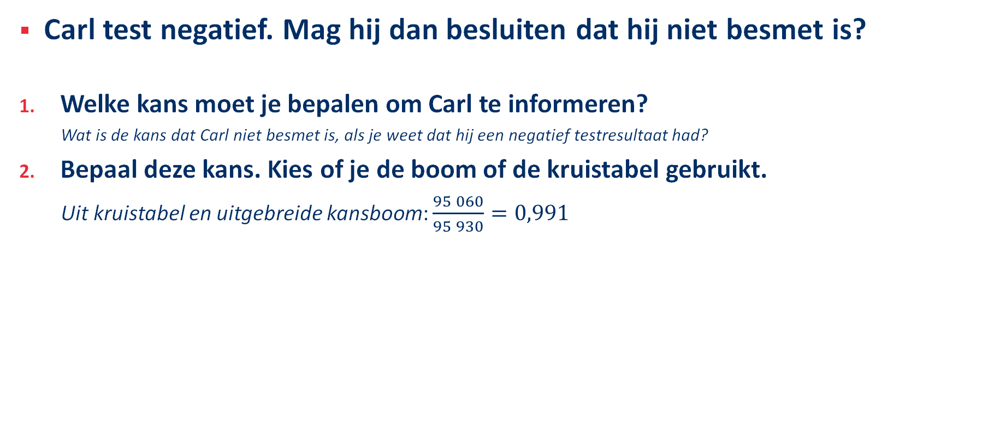 ▪ Carl test negatief. Mag hij dan besluiten dat hij niet besmet is?
1. Welke kans moet je bepalen om Carl te informeren?
Wat is de kans dat Carl niet besmet is, als je weet dat hij een negatief testresultaat had?
2. Bepaal deze kans. Kies of je de boom of de kruistabel gebruikt.
Uit kruistabel en uitgebreide kansboom: 95 060 / 95 930 = 0,991